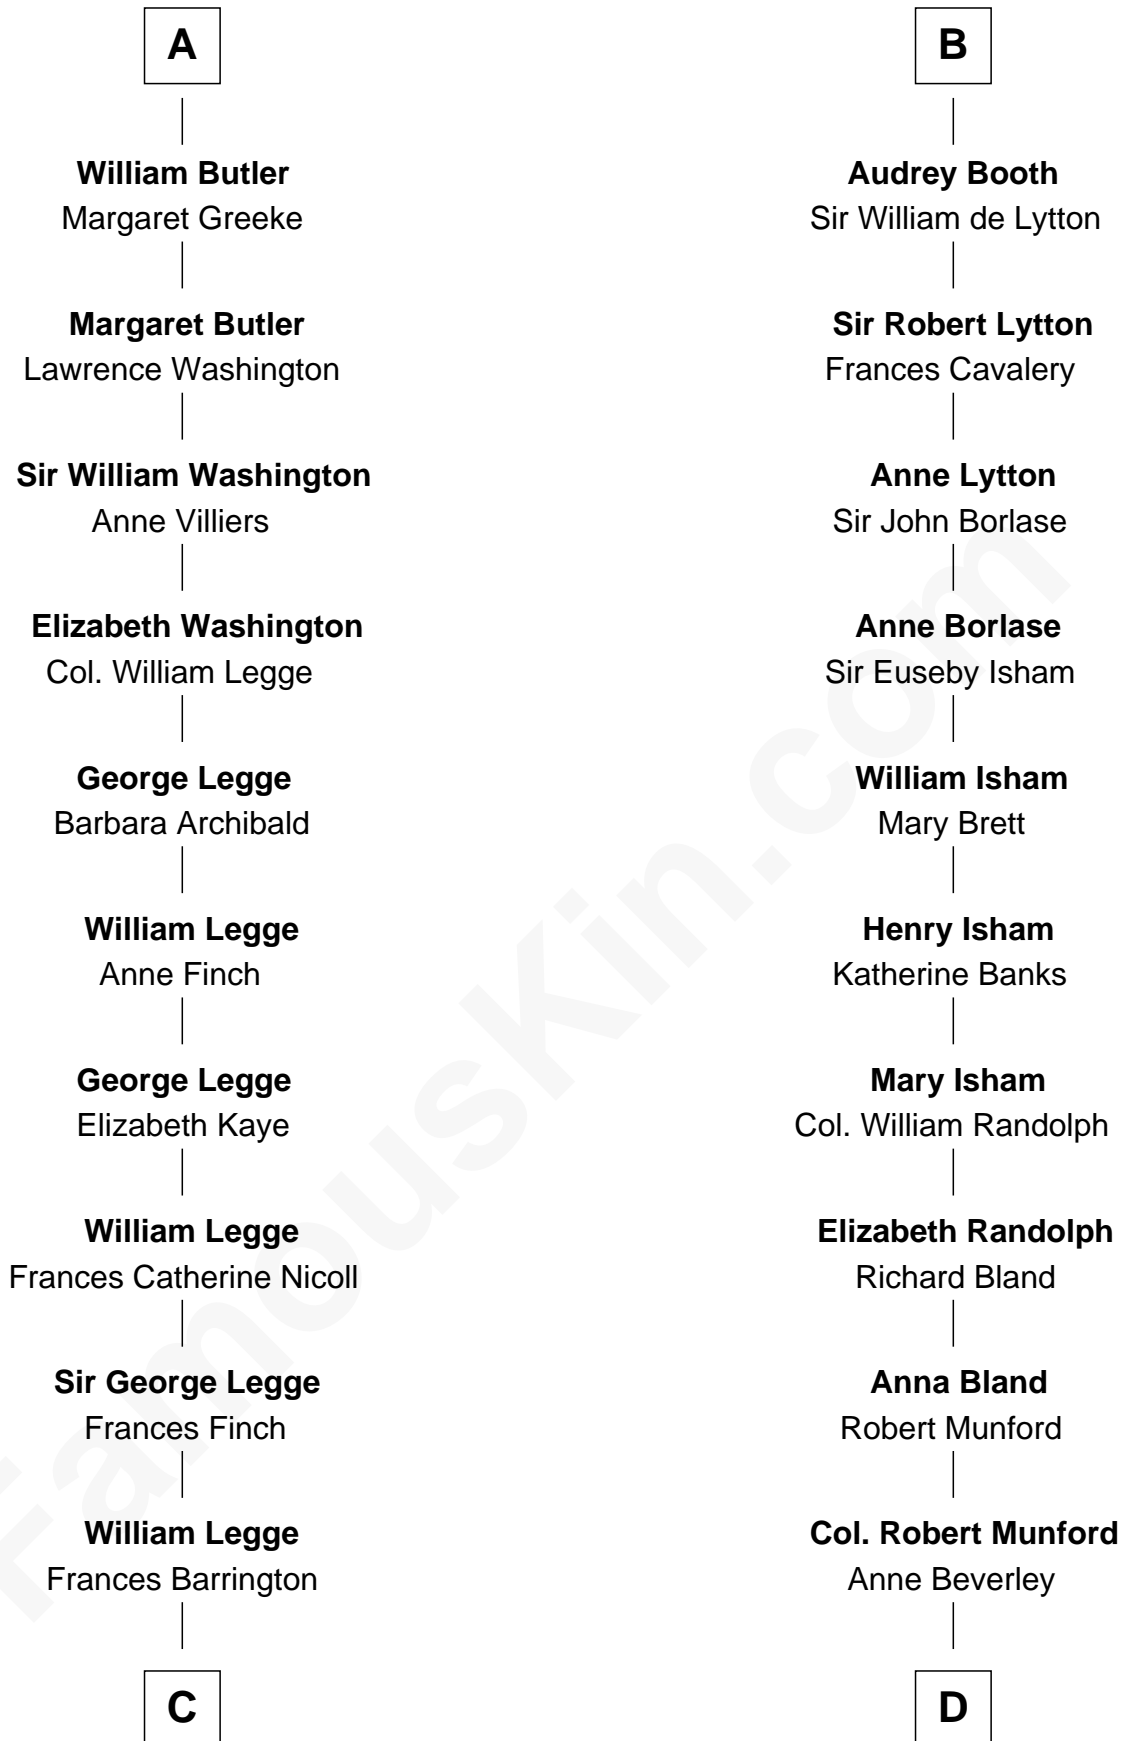 A
William Butler
Margaret Greeke
Margaret Butler
Lawrence Washington
Sir William Washington
Anne Villiers
Elizabeth Washington
Col. William Legge
George Legge
Barbara Archibald
William Legge
Anne Finch
George Legge
Elizabeth Kaye
William Legge
Frances Catherine Nicoll
Sir George Legge
Frances Finch
William Legge
Frances Barrington
C
B
Audrey Booth
Sir William de Lytton
Sir Robert Lytton
Frances Cavalery
Anne Lytton
Sir John Borlase
Anne Borlase
Sir Euseby Isham
William Isham
Mary Brett
Henry Isham
Katherine Banks
Mary Isham
Col. William Randolph
Elizabeth Randolph
Richard Bland
Anna Bland
Robert Munford
Col. Robert Munford
Anne Beverley
D
FamousKin.com